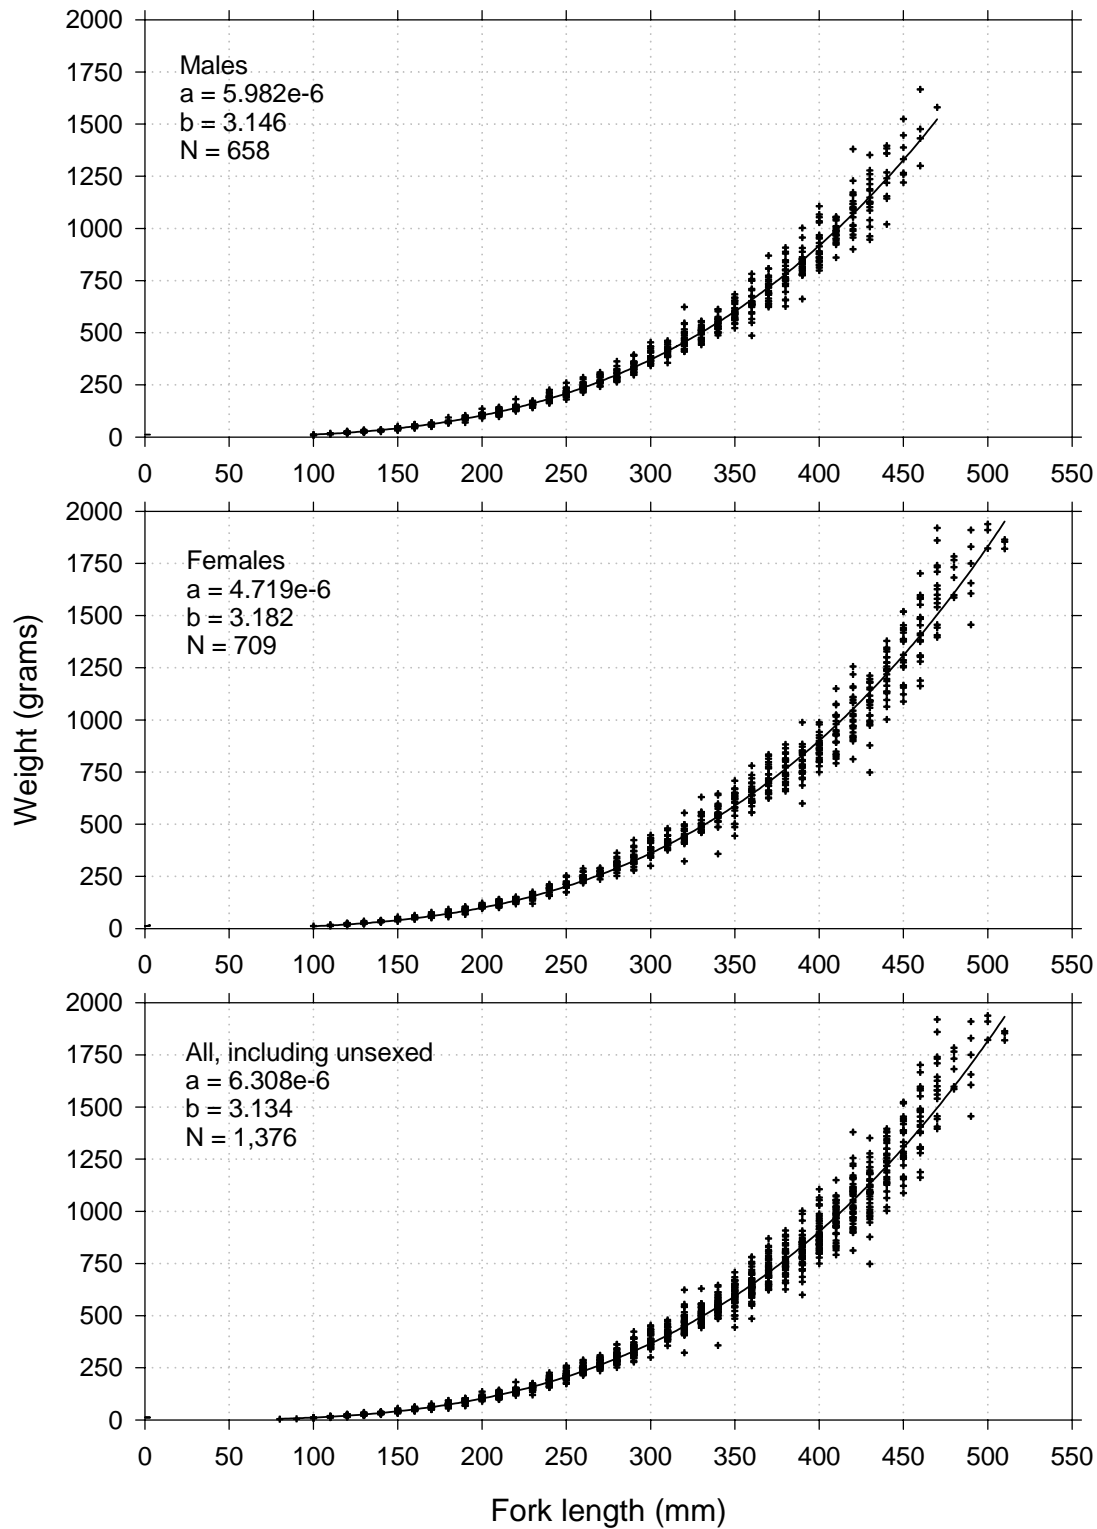 2000
1750
1500
1250
1000
750
500
250
0
Males
a = 5.982e-6
b = 3.146
N = 658
0 50 100 150 200 250 300 350 400 450 500 550
2000
1750
1500
1250
1000
750
500
250
0
Females
a = 4.719e-6
b = 3.182
N = 709
0 50 100 150 200 250 300 350 400 450 500 550
Weight (grams)
2000
1750
1500
1250
1000
750
500
250
0
All, including unsexed
a = 6.308e-6
b = 3.134
N = 1,376
0 50 100 150 200 250 300 350 400 450 500 550
Fork length (mm)